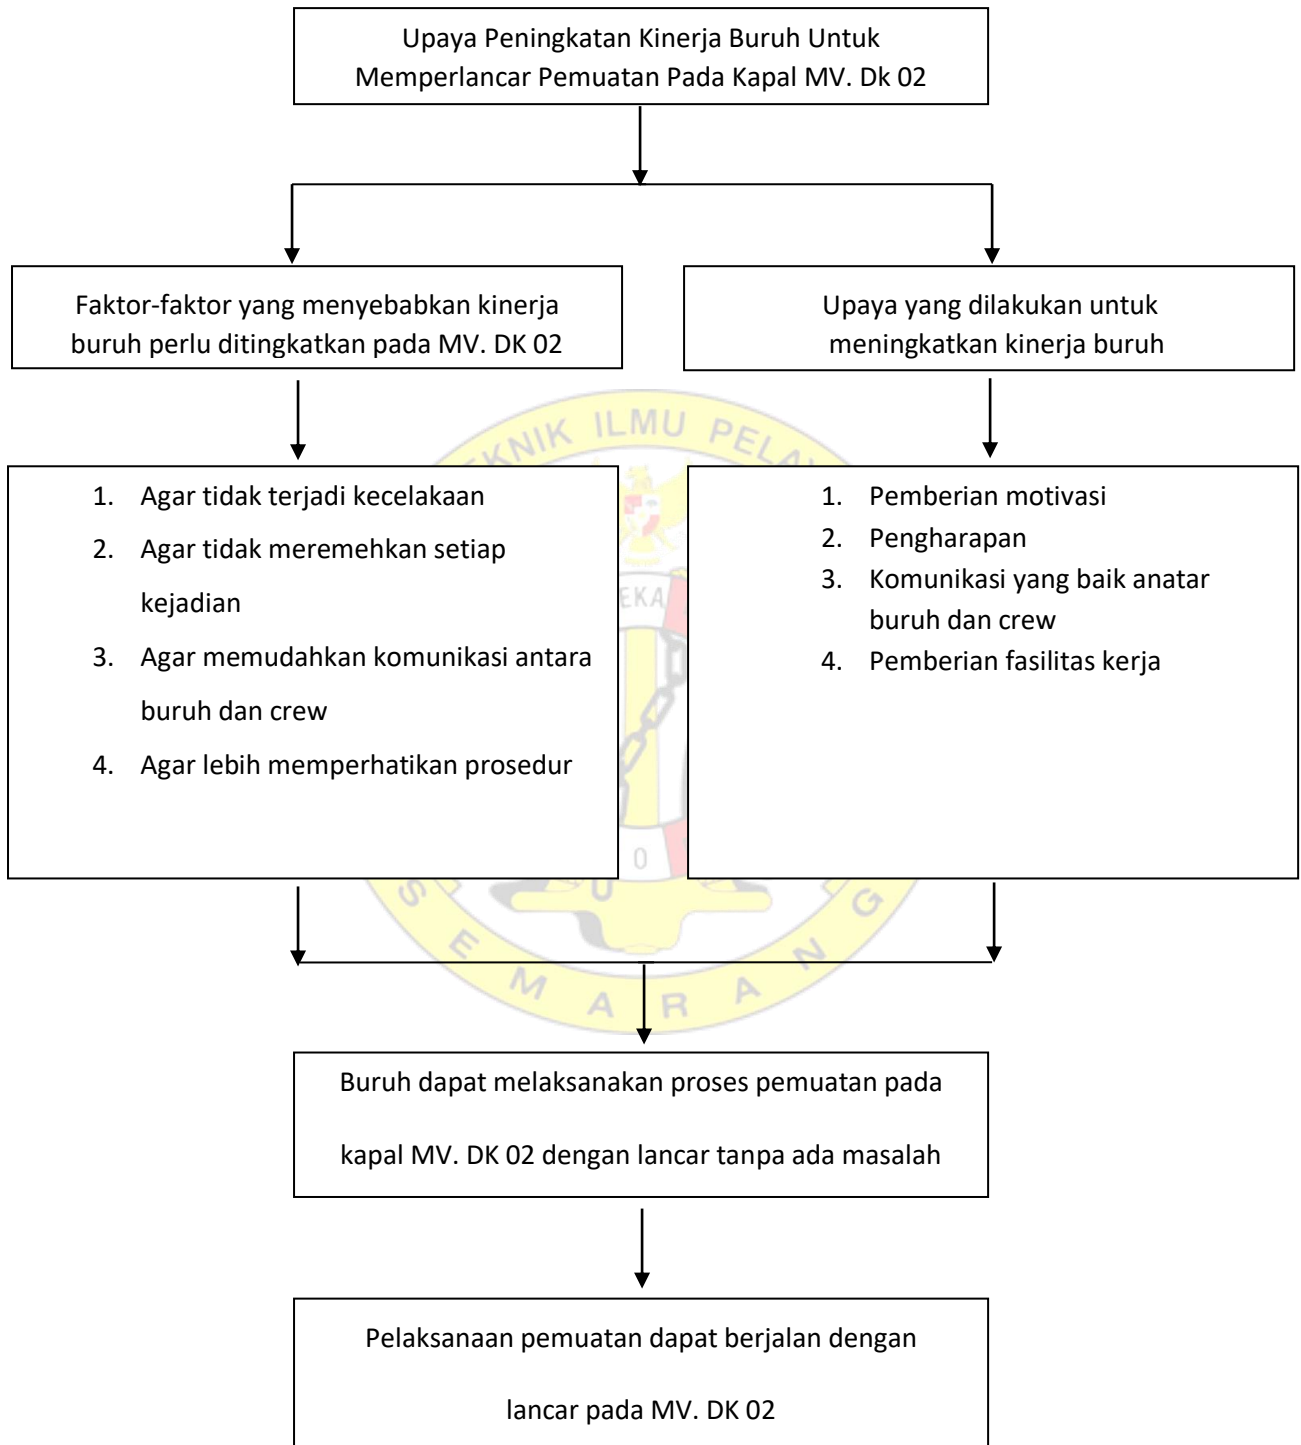 Upaya Peningkatan Kinerja Buruh Untuk
Memperlancar Pemuatan Pada Kapal MV. Dk 02
Faktor-faktor yang menyebabkan kinerja
buruh perlu ditingkatkan pada MV. DK 02
Upaya yang dilakukan untuk
meningkatkan kinerja buruh
KNIK ILMU PELAY
1. Agar tidak terjadi kecelakaan
2. Agar tidak meremehkan setiap
kejadian
3. Agar memudahkan komunikasi antara
buruh dan crew
4. Agar lebih memperhatikan prosedur
1. Pemberian motivasi
2. Pengharapan
3. Komunikasi yang baik anatar
buruh dan crew
4. Pemberian fasilitas kerja
EKA
SEMARANG
Buruh dapat melaksanakan proses pemuatan pada
kapal MV. DK 02 dengan lancar tanpa ada masalah
Pelaksanaan pemuatan dapat berjalan dengan
lancar pada MV. DK 02